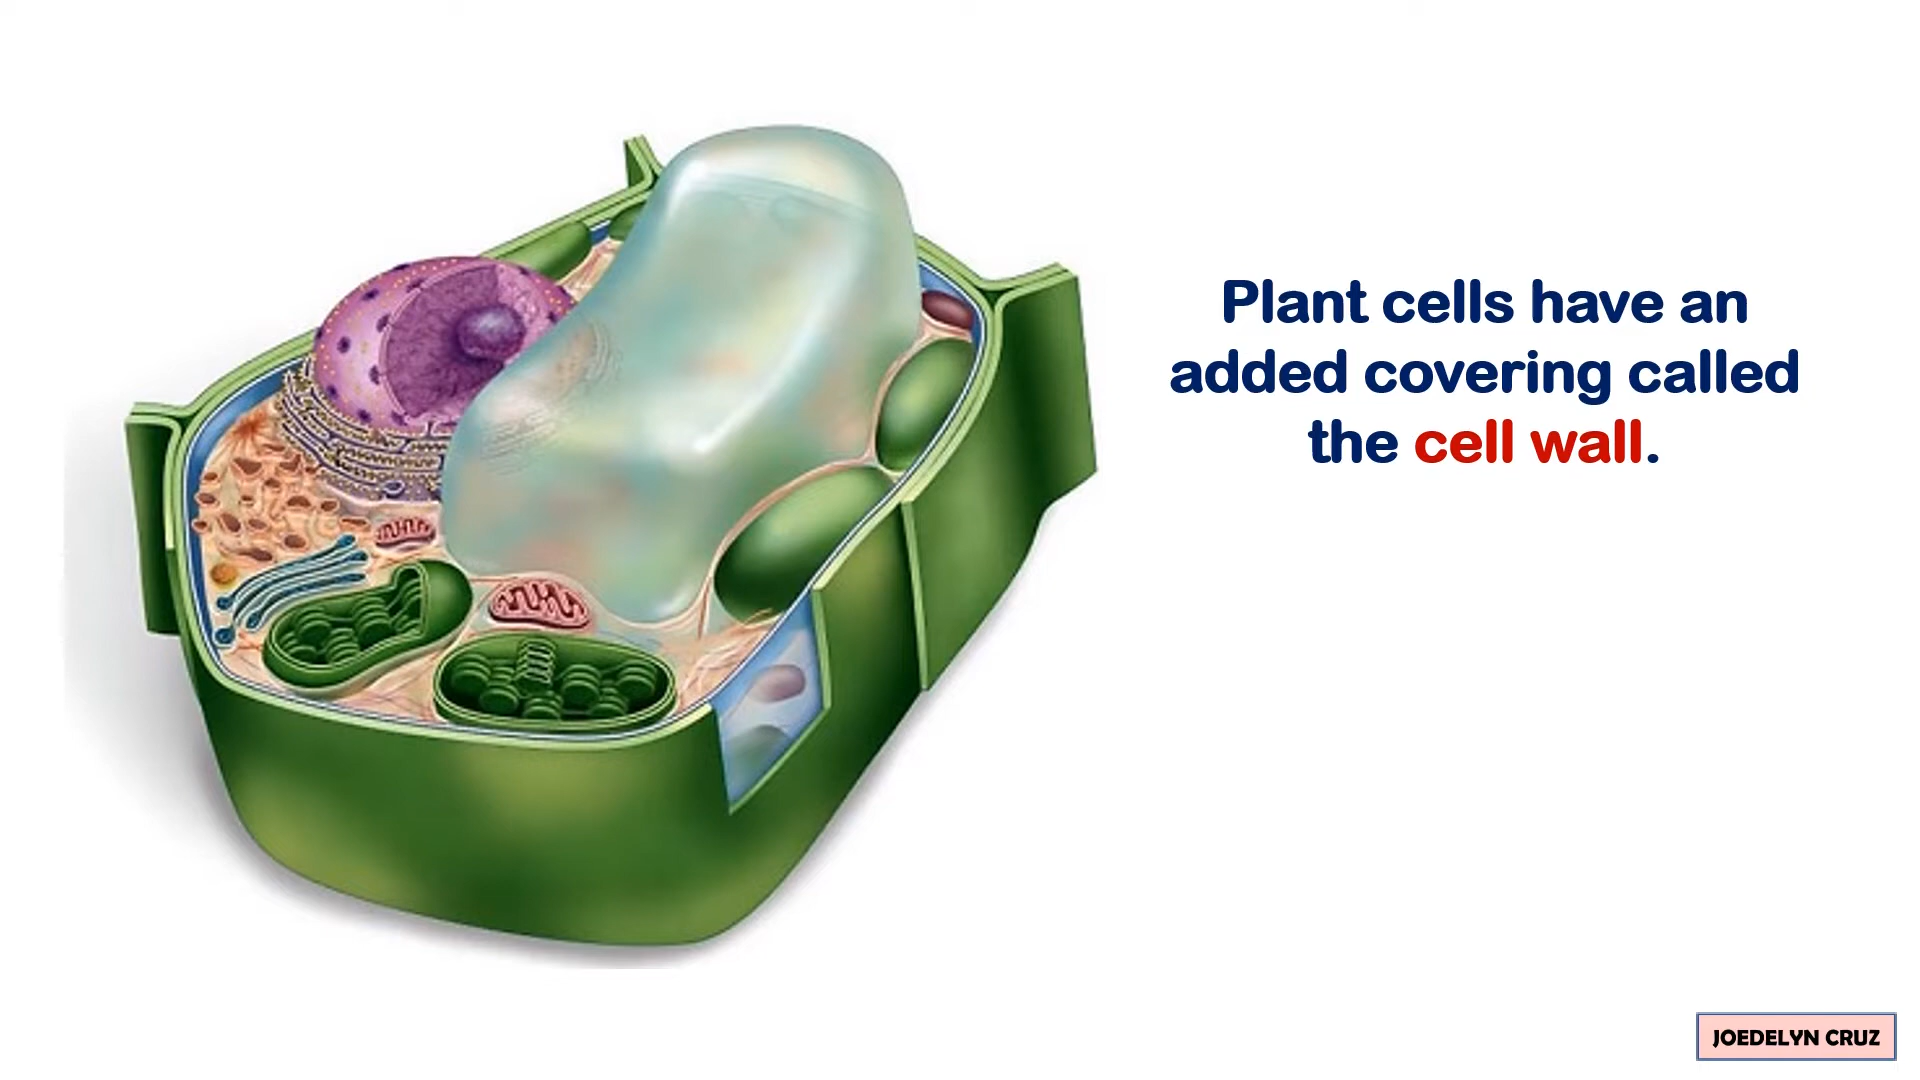 Plant cells have an
added covering called
the cell wall.
JOEDELYN CRUZ